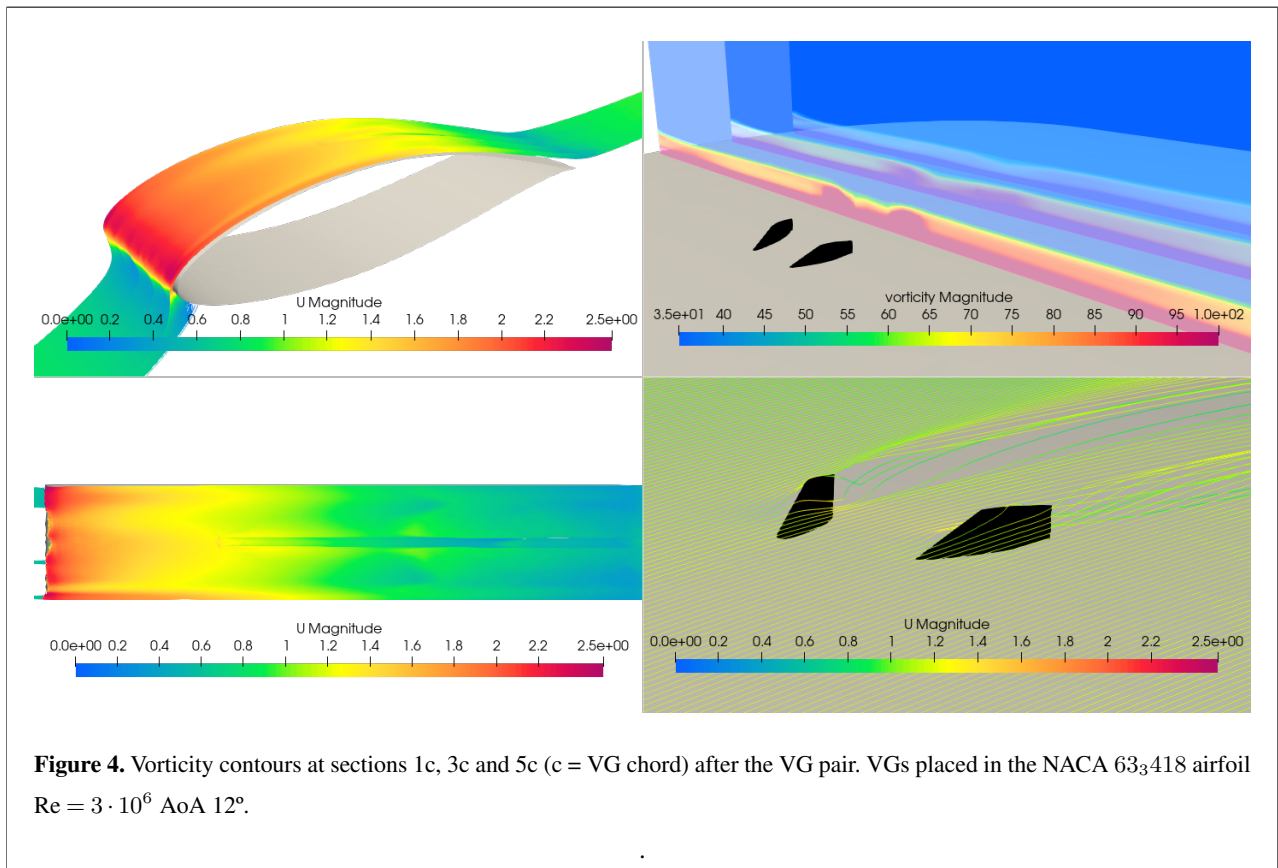 U Magnitude
0.0e+00 0.2 0.4 0.6 0.8 1 1.2 1.4 1.6 1.8 2 2.2 2.5e+00
vorticity Magnitude
3.5e+01 40 45 50 55 60 65 70 75 80 85 90 95 1.0e+02
U Magnitude
0.0e+00 0.2 0.4 0.6 0.8 1 1.2 1.4 1.6 1.8 2 2.2 2.5e+00
U Magnitude
0.0e+00 0.2 0.4 0.6 0.8 1 1.2 1.4 1.6 1.8 2 2.2 2.5e+00
Figure 4. Vorticity contours at sections 1c, 3c and 5c (c = VG chord) after the VG pair. VGs placed in the NACA 63₃418 airfoil
Re = 3 · 10⁶ AoA 12º.
.